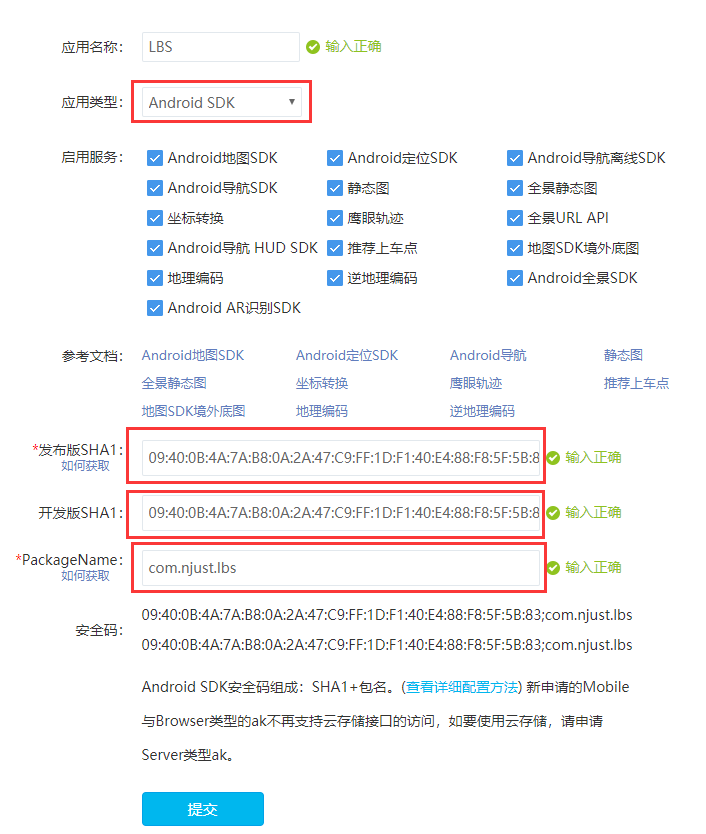 应用名称： LBS 输入正确
应用类型： Android SDK
启用服务： Android地图SDK Android定位SDK Android导航离线SDK
Android导航SDK 静态图 全景静态图
坐标转换 鹰眼轨迹 全景URL API
Android导航 HUD SDK 推荐上车点 地图SDK境外底图
地理编码 逆地理编码 Android全景SDK
Android AR识别SDK
参考文档： Android地图SDK Android定位SDK Android导航 静态图
全景静态图 坐标转换 鹰眼轨迹 推荐上车点
地图SDK境外底图 地理编码 逆地理编码
*发布版SHA1： 09:40:0B:4A:7A:B8:0A:2A:47:C9:FF:1D:F1:40:E4:88:F8:5F:5B:8 输入正确
如何获取
开发版SHA1： 09:40:0B:4A:7A:B8:0A:2A:47:C9:FF:1D:F1:40:E4:88:F8:5F:5B:8 输入正确
*PackageName： com.njust.lbs 输入正确
如何获取
安全码： 09:40:0B:4A:7A:B8:0A:2A:47:C9:FF:1D:F1:40:E4:88:F8:5F:5B:83;com.njust.lbs
09:40:0B:4A:7A:B8:0A:2A:47:C9:FF:1D:F1:40:E4:88:F8:5F:5B:83;com.njust.lbs
Android SDK安全码组成：SHA1+包名。(查看详细配置方法) 新申请的Mobile
与Browser类型的ak不再支持云存储接口的访问，如要使用云存储，请申请
Server类型ak。
提交